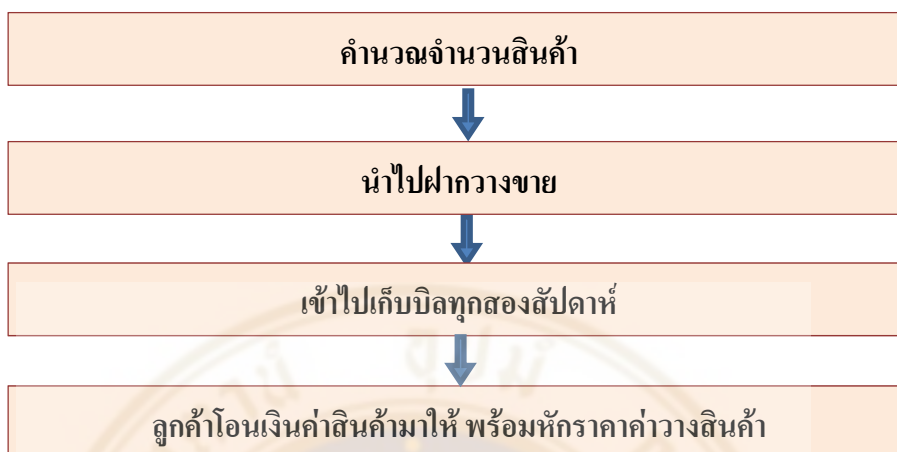 คำนวณจำนวนสินค้า
นำไปฝากวางขาย
เข้าไปเก็บบิลทุกสองสัปดาห์
ลูกค้าโอนเงินค่าสินค้ามาให้ พร้อมหักราคาค่าวางสินค้า